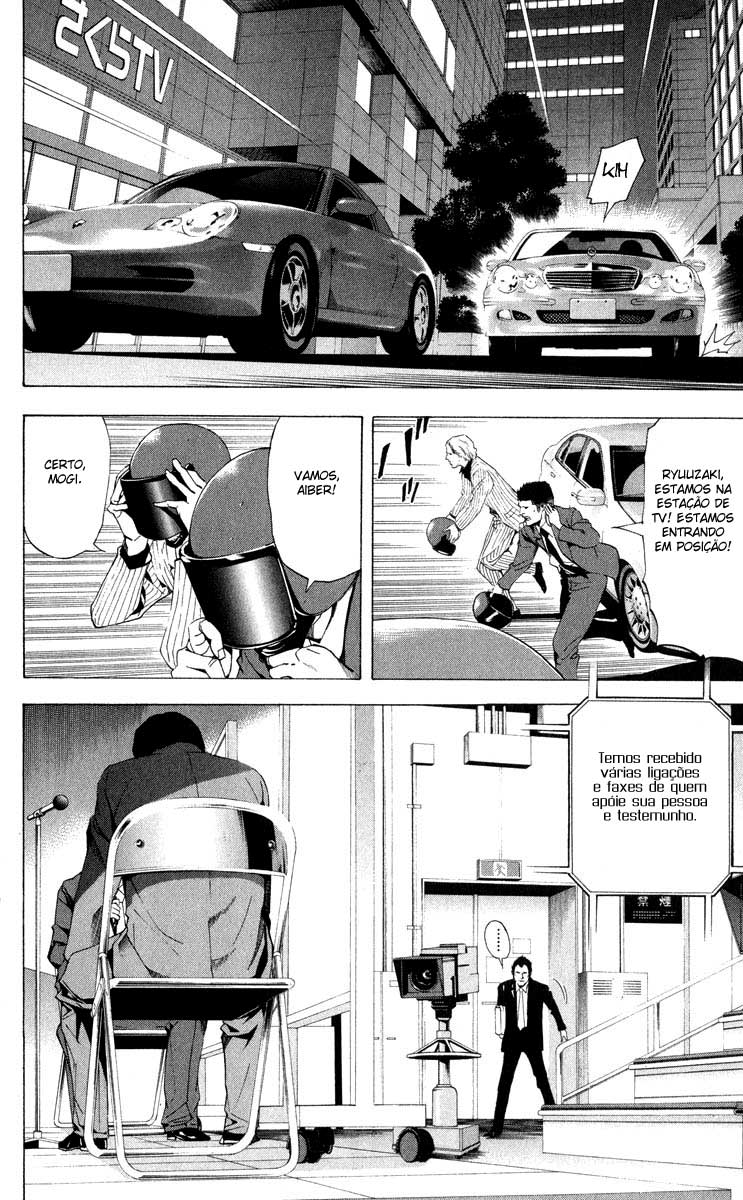 さくらTV
KIH
RYUUZAKI,
ESTAMOS NA
ESTAÇÃO DE
TV! ESTAMOS
ENTRANDO
EM POSIÇÃO!
VAMOS,
AIBER!
CERTO,
MOGI.
Temos recebido
várias ligações
e faxes de quem
apóie sua pessoa
e testemunho.
禁煙
......